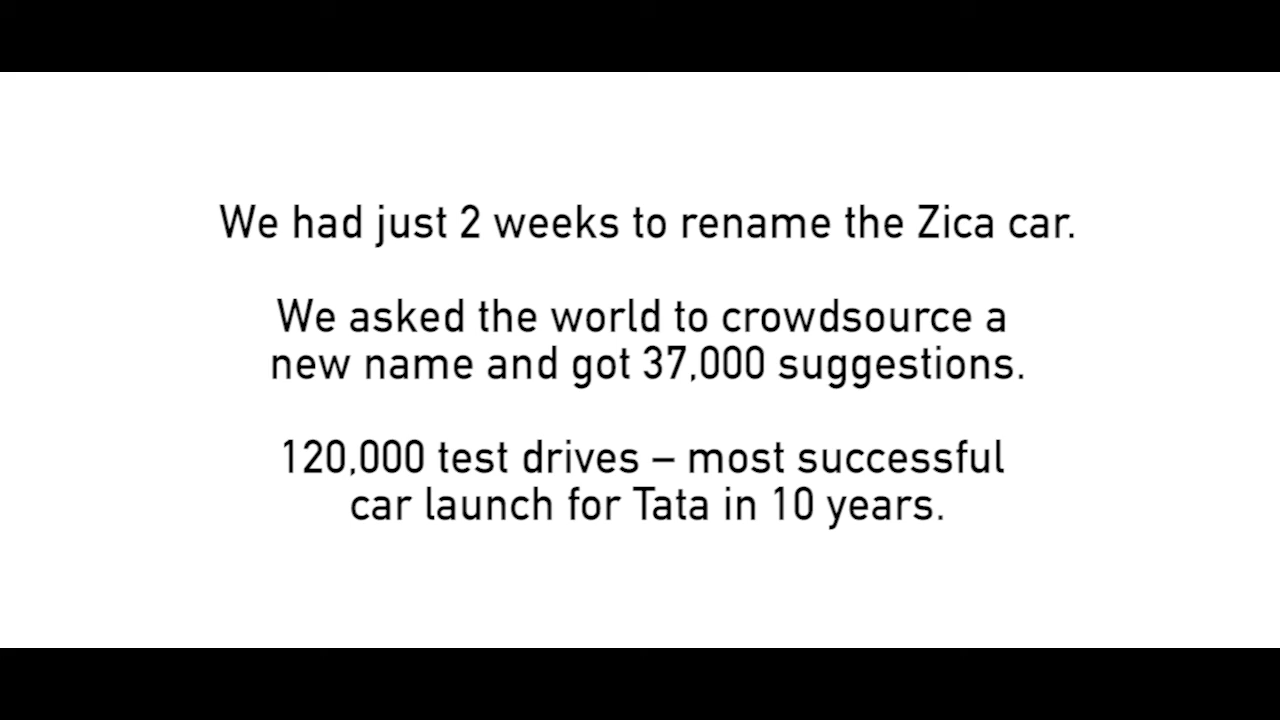 We had just 2 weeks to rename the Zica car.
We asked the world to crowdsource a
new name and got 37,000 suggestions.
120,000 test drives – most successful
car launch for Tata in 10 years.